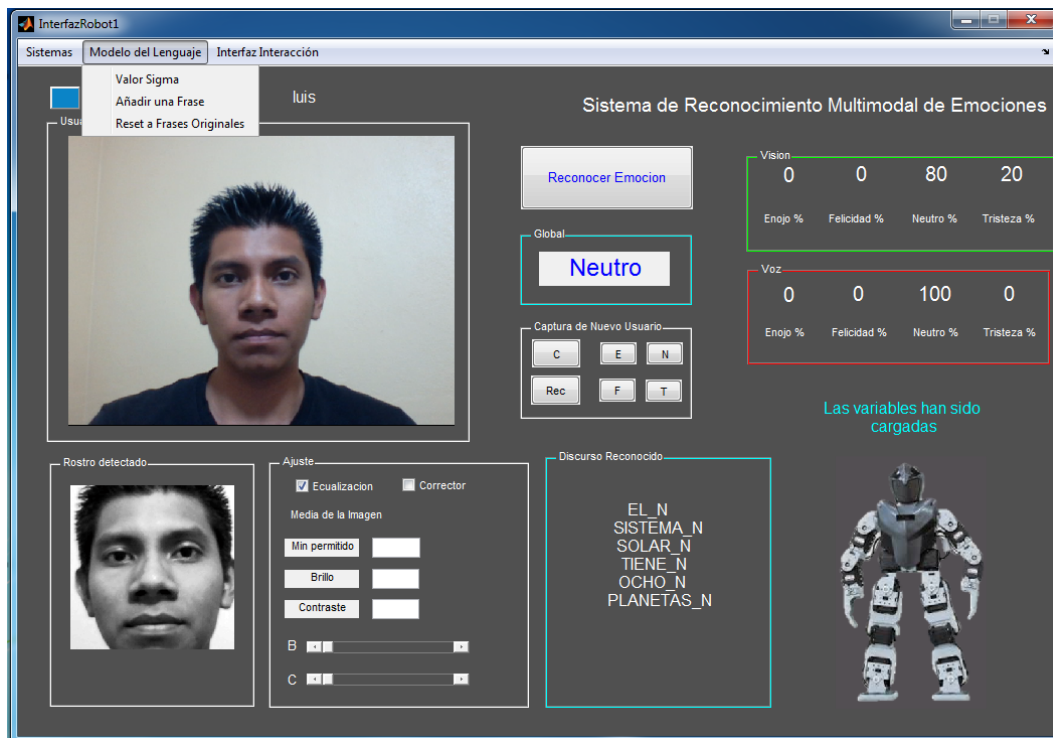 InterfazRobot1
Sistemas Modelo del Lenguaje Interfaz Interacción
Valor Sigma
Añadir una Frase
Reset a Frases Originales
luis
Sistema de Reconocimiento Multimodal de Emociones
Reconocer Emocion
Vision
0 0 80 20
Enojo % Felicidad % Neutro % Tristeza %
Global
Neutro
Voz
0 0 100 0
Enojo % Felicidad % Neutro % Tristeza %
Captura de Nuevo Usuario
C E N
Rec F T
Las variables han sido
cargadas
Rostro detectado
Ajuste
Ecualizacion Corrector
Media de la Imagen
Min permitido
Brillo
Contraste
B
C
Discurso Reconocido
EL_N
SISTEMA_N
SOLAR_N
TIENE_N
OCHO_N
PLANETAS_N